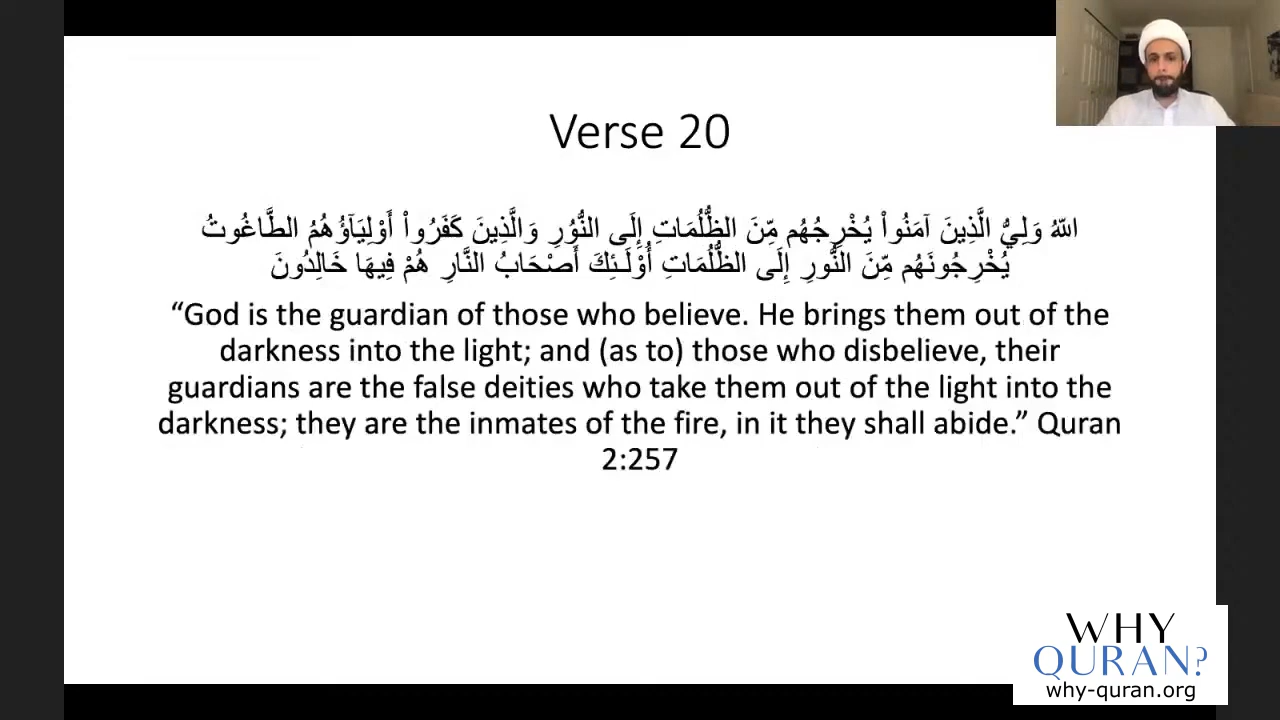 Verse 20
اللّهُ وَلِيُّ الَّذِينَ آمَنُواْ يُخْرِجُهُم مِّنَ الظُّلُمَاتِ إِلَى النُّوُرِ وَالَّذِينَ كَفَرُواْ أَوْلِيَآؤُهُمُ الطَّاغُوتُ
يُخْرِجُونَهُم مِّنَ النُّورِ إِلَى الظُّلُمَاتِ أُوْلَـئِكَ أَصْحَابُ النَّارِ هُمْ فِيهَا خَالِدُونَ
“God is the guardian of those who believe. He brings them out of the
darkness into the light; and (as to) those who disbelieve, their
guardians are the false deities who take them out of the light into the
darkness; they are the inmates of the fire, in it they shall abide.” Quran
2:257
WHY
QURAN?
why-quran.org